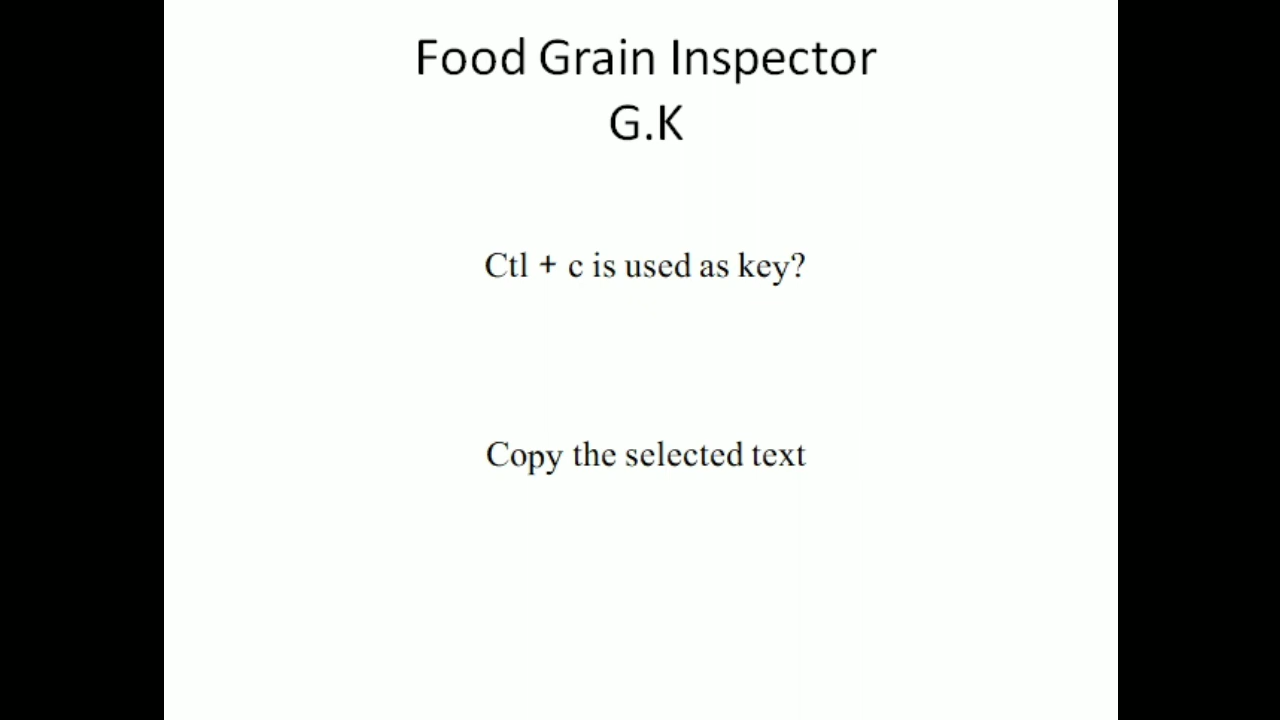 Food Grain Inspector
G.K
Ctl + c is used as key?
Copy the selected text